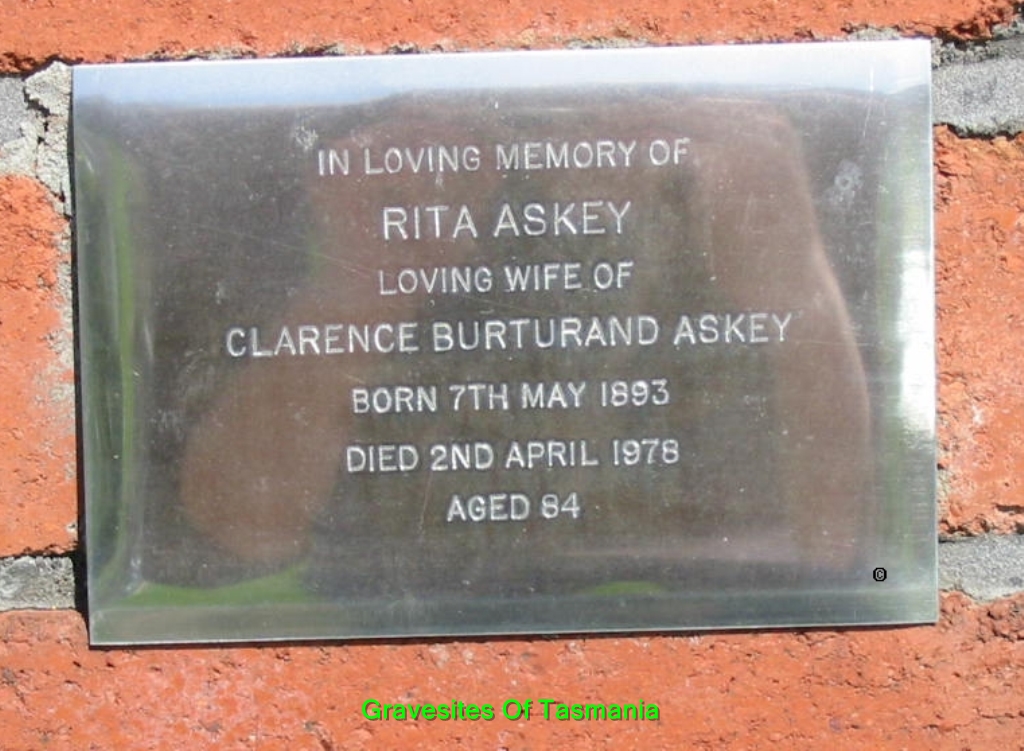 IN LOVING MEMORY OF
RITA ASKEY
LOVING WIFE OF
CLARENCE BURTURAND ASKEY
BORN 7TH MAY 1893
DIED 2ND APRIL 1978
AGED 84
©
Gravesites Of Tasmania